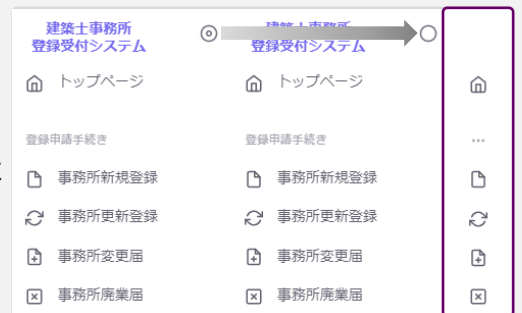 建築士事務所
登録受付システム
トップページ
登録申請手続き
事務所新規登録
事務所更新登録
事務所変更届
事務所廃業届
建築士事務所
登録受付システム
トップページ
登録申請手続き
事務所新規登録
事務所更新登録
事務所変更届
事務所廃業届
...